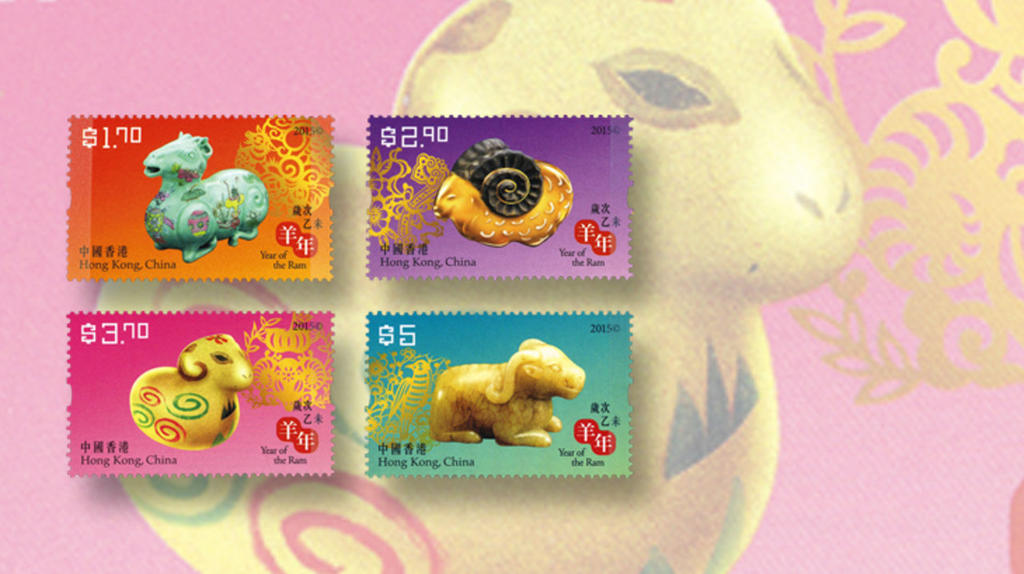 $1.70
2015©
歲次
乙未
羊年
中國香港
Hong Kong, China
Year of
the Ram
$2.90
2015©
歲次
乙未
羊年
中國香港
Hong Kong, China
Year of
the Ram
$3.70
2015©
歲次
乙未
羊年
中國香港
Hong Kong, China
Year of
the Ram
$5
2015©
歲次
乙未
羊年
中國香港
Hong Kong, China
Year of
the Ram